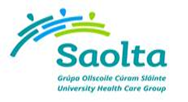 Saolta
Grúpa Ollscoile Cúram Sláinte
University Health Care Group